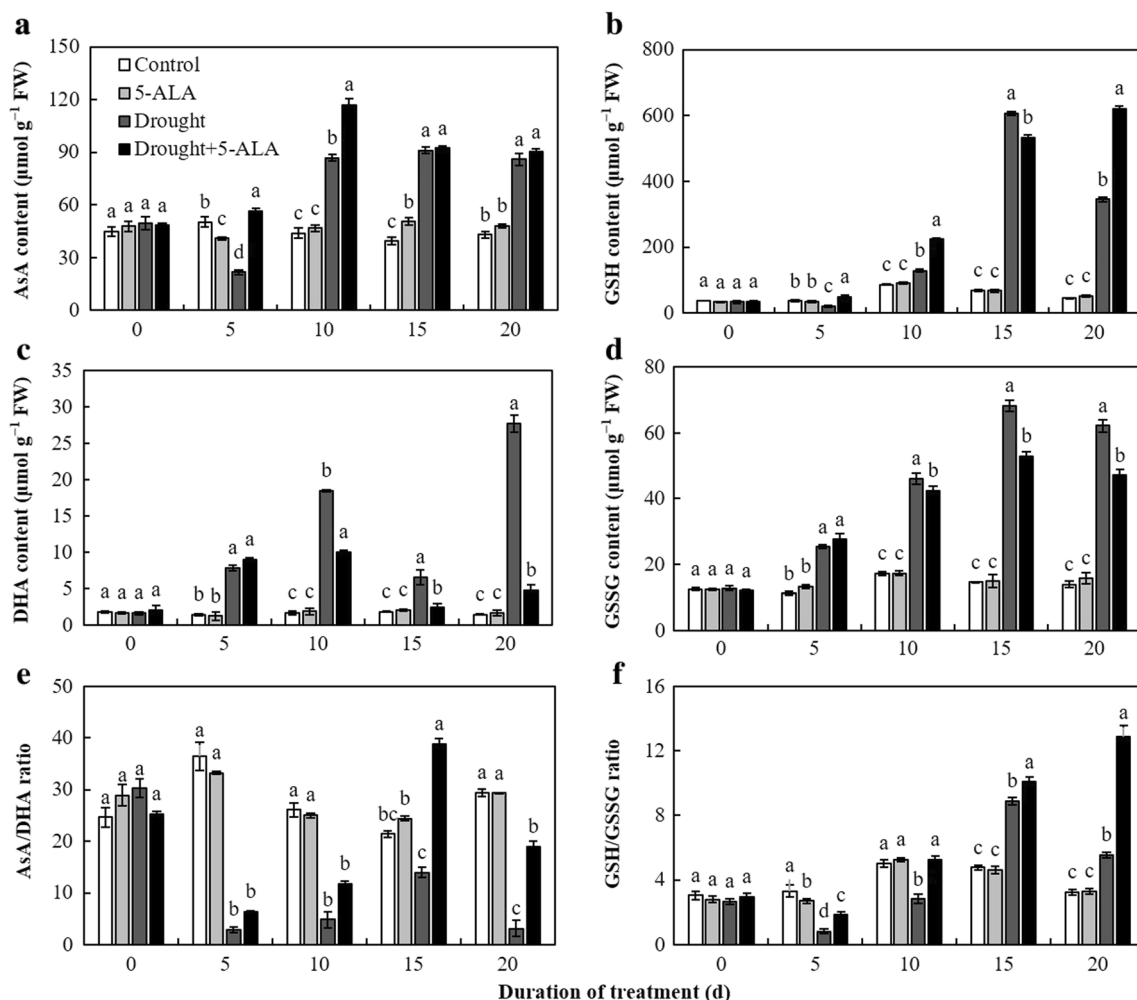 a
AsA content (µmol g⁻¹ FW)
150
120
90
60
30
0
Control
5-ALA
Drought
Drought+5-ALA
a a a a
b c d a
c c b a
c b a a
b b a a
0 5 10 15 20
b
GSH content (µmol g⁻¹ FW)
800
600
400
200
0
a a a a
b b c a
c c b a
c c a b
c c b a
0 5 10 15 20
c
DHA content (µmol g⁻¹ FW)
35
30
25
20
15
10
5
0
a a a a
b b a a
c c b a
c c a b
c c a b
0 5 10 15 20
d
GSSG content (µmol g⁻¹ FW)
80
60
40
20
0
a a a a
b b a a
c c a b
c c a b
c c a b
0 5 10 15 20
e
AsA/DHA ratio
50
40
30
20
10
0
a a a a
a a b b
a a b b
bc b c a
a a c b
0 5 10 15 20
f
GSH/GSSG ratio
16
12
8
4
0
a a a a
a b d c
a a b a
c c b a
c c b a
0 5 10 15 20
Duration of treatment (d)